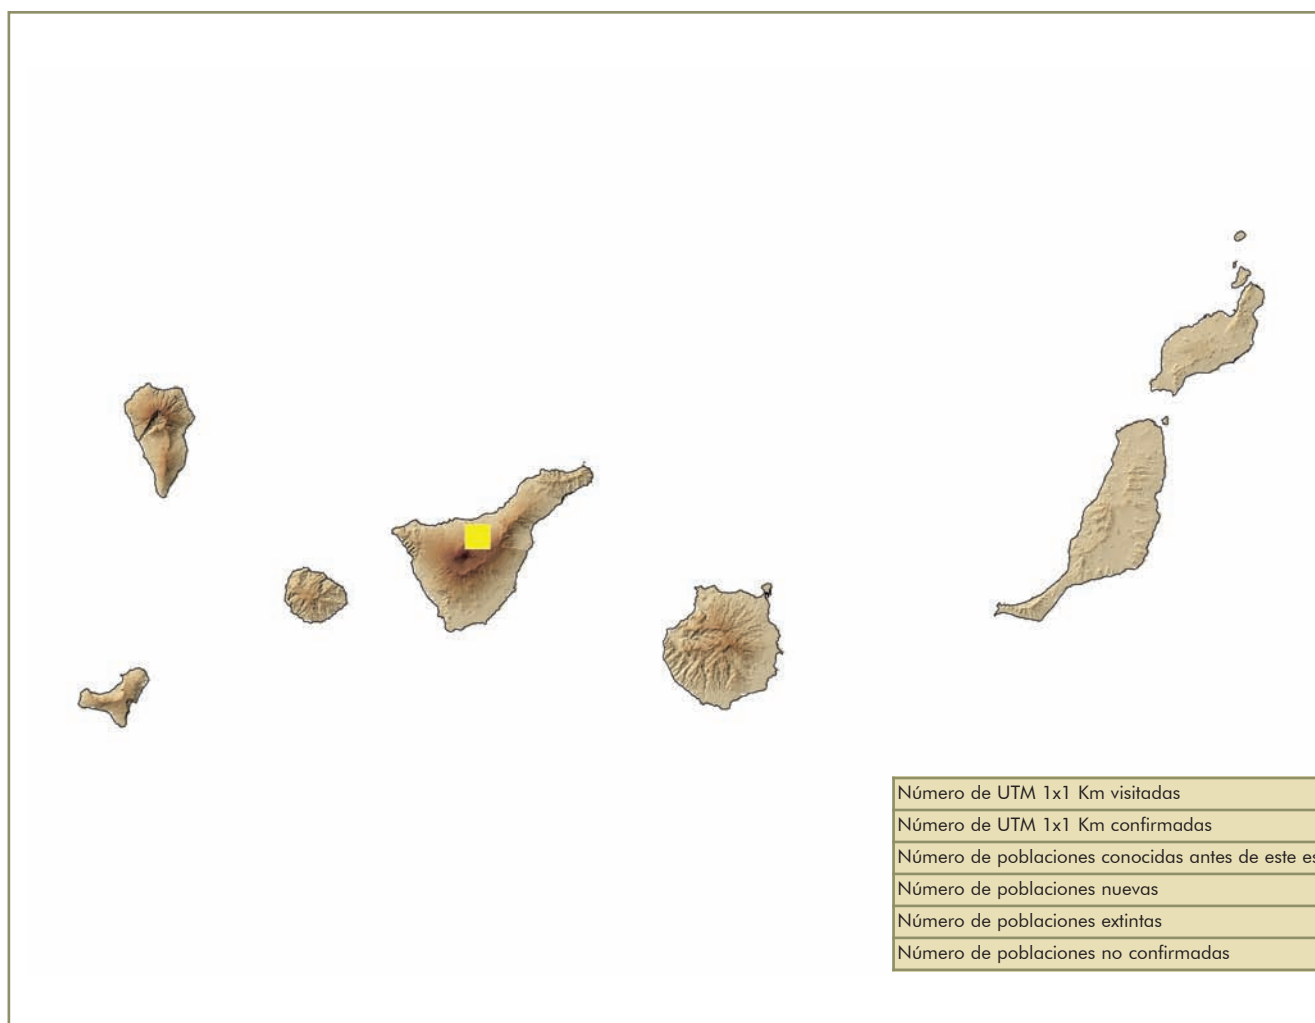 Número de UTM 1x1 Km visitadas
Número de UTM 1x1 Km confirmadas
Número de poblaciones conocidas antes de este es
Número de poblaciones nuevas
Número de poblaciones extintas
Número de poblaciones no confirmadas